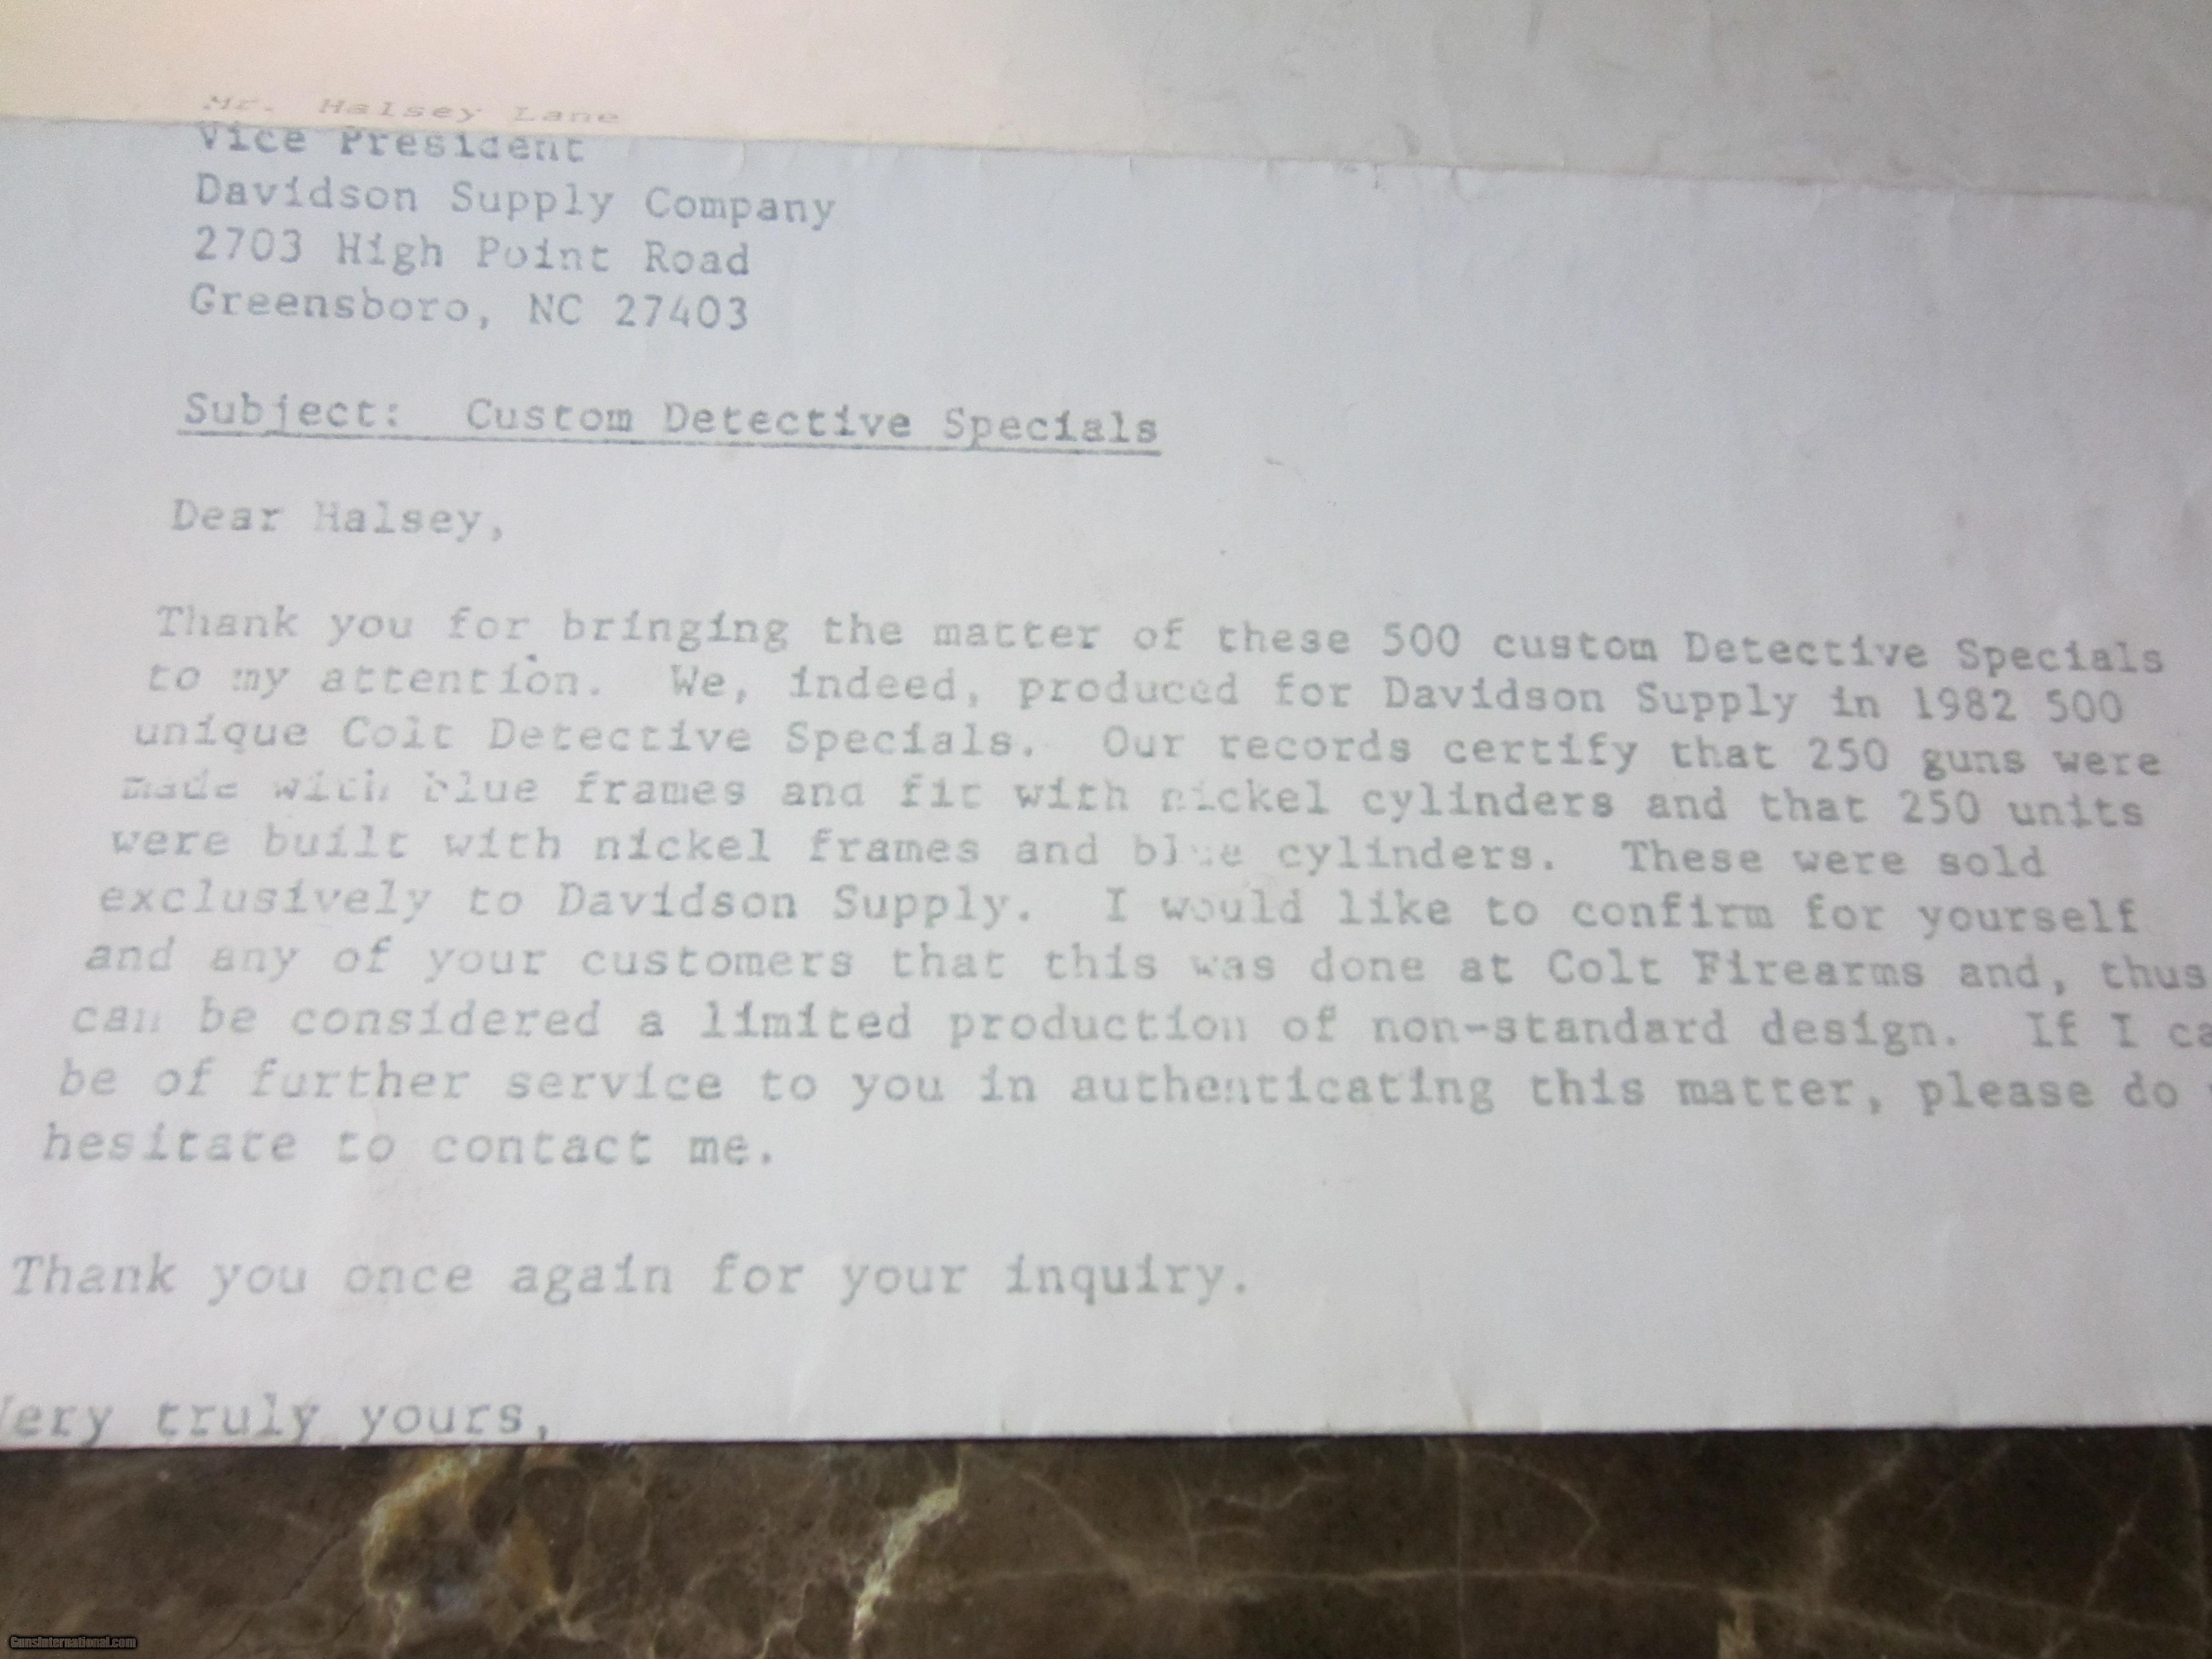 Mr. Halsey Lane
Vice President
Davidson Supply Company
2703 High Point Road
Greensboro, NC 27403
Subject: Custom Detective Specials
Dear Halsey,
Thank you for bringing the matter of these 500 custom Detective Specials
to my attention. We, indeed, produced for Davidson Supply in 1982 500
unique Colt Detective Specials. Our records certify that 250 guns were
made with blue frames and fit with nickel cylinders and that 250 units
were built with nickel frames and blue cylinders. These were sold
exclusively to Davidson Supply. I would like to confirm for yourself
and any of your customers that this was done at Colt Firearms and, thus
can be considered a limited production of non-standard design. If I ca
be of further service to you in authenticating this matter, please do
hesitate to contact me.
Thank you once again for your inquiry.
Very truly yours,
GunsInternational.com